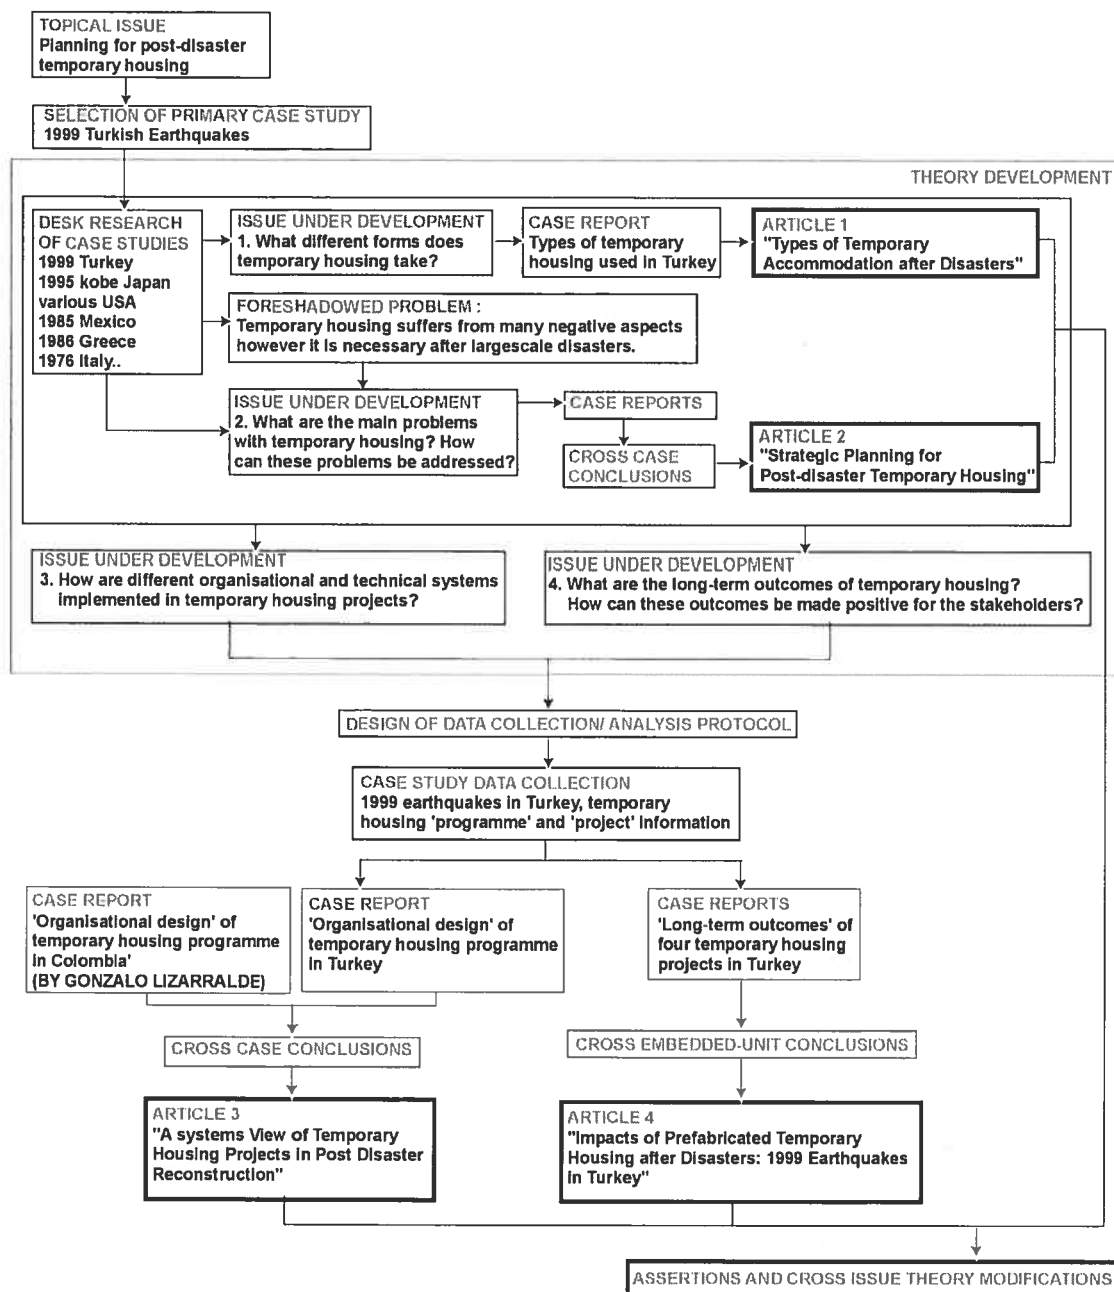 TOPICAL ISSUE
Planning for post-disaster
temporary housing
SELECTION OF PRIMARY CASE STUDY
1999 Turkish Earthquakes
THEORY DEVELOPMENT
DESK RESEARCH
OF CASE STUDIES
1999 Turkey
1995 kobe Japan
various USA
1985 Mexico
1986 Greece
1976 Italy..
ISSUE UNDER DEVELOPMENT
1. What different forms does
temporary housing take?
CASE REPORT
Types of temporary
housing used in Turkey
ARTICLE 1
"Types of Temporary
Accommodation after Disasters"
FORESHADOWED PROBLEM :
Temporary housing suffers from many negative aspects
however it is necessary after largescale disasters.
ISSUE UNDER DEVELOPMENT
2. What are the main problems
with temporary housing? How
can these problems be addressed?
CASE REPORTS
CROSS CASE
CONCLUSIONS
ARTICLE 2
"Strategic Planning for
Post-disaster Temporary Housing"
ISSUE UNDER DEVELOPMENT
3. How are different organisational and technical systems
implemented in temporary housing projects?
ISSUE UNDER DEVELOPMENT
4. What are the long-term outcomes of temporary housing?
How can these outcomes be made positive for the stakeholders?
DESIGN OF DATA COLLECTION/ ANALYSIS PROTOCOL
CASE STUDY DATA COLLECTION
1999 earthquakes in Turkey, temporary
housing 'programme' and 'project' information
CASE REPORT
'Organisational design' of
temporary housing programme
in Colombia'
(BY GONZALO LIZARRALDE)
CASE REPORT
'Organisational design' of
temporary housing programme
in Turkey
CASE REPORTS
'Long-term outcomes' of
four temporary housing
projects in Turkey
CROSS CASE CONCLUSIONS
CROSS EMBEDDED-UNIT CONCLUSIONS
ARTICLE 3
"A systems View of Temporary
Housing Projects in Post Disaster
Reconstruction"
ARTICLE 4
"Impacts of Prefabricated Temporary
Housing after Disasters: 1999 Earthquakes
in Turkey"
ASSERTIONS AND CROSS ISSUE THEORY MODIFICATIONS